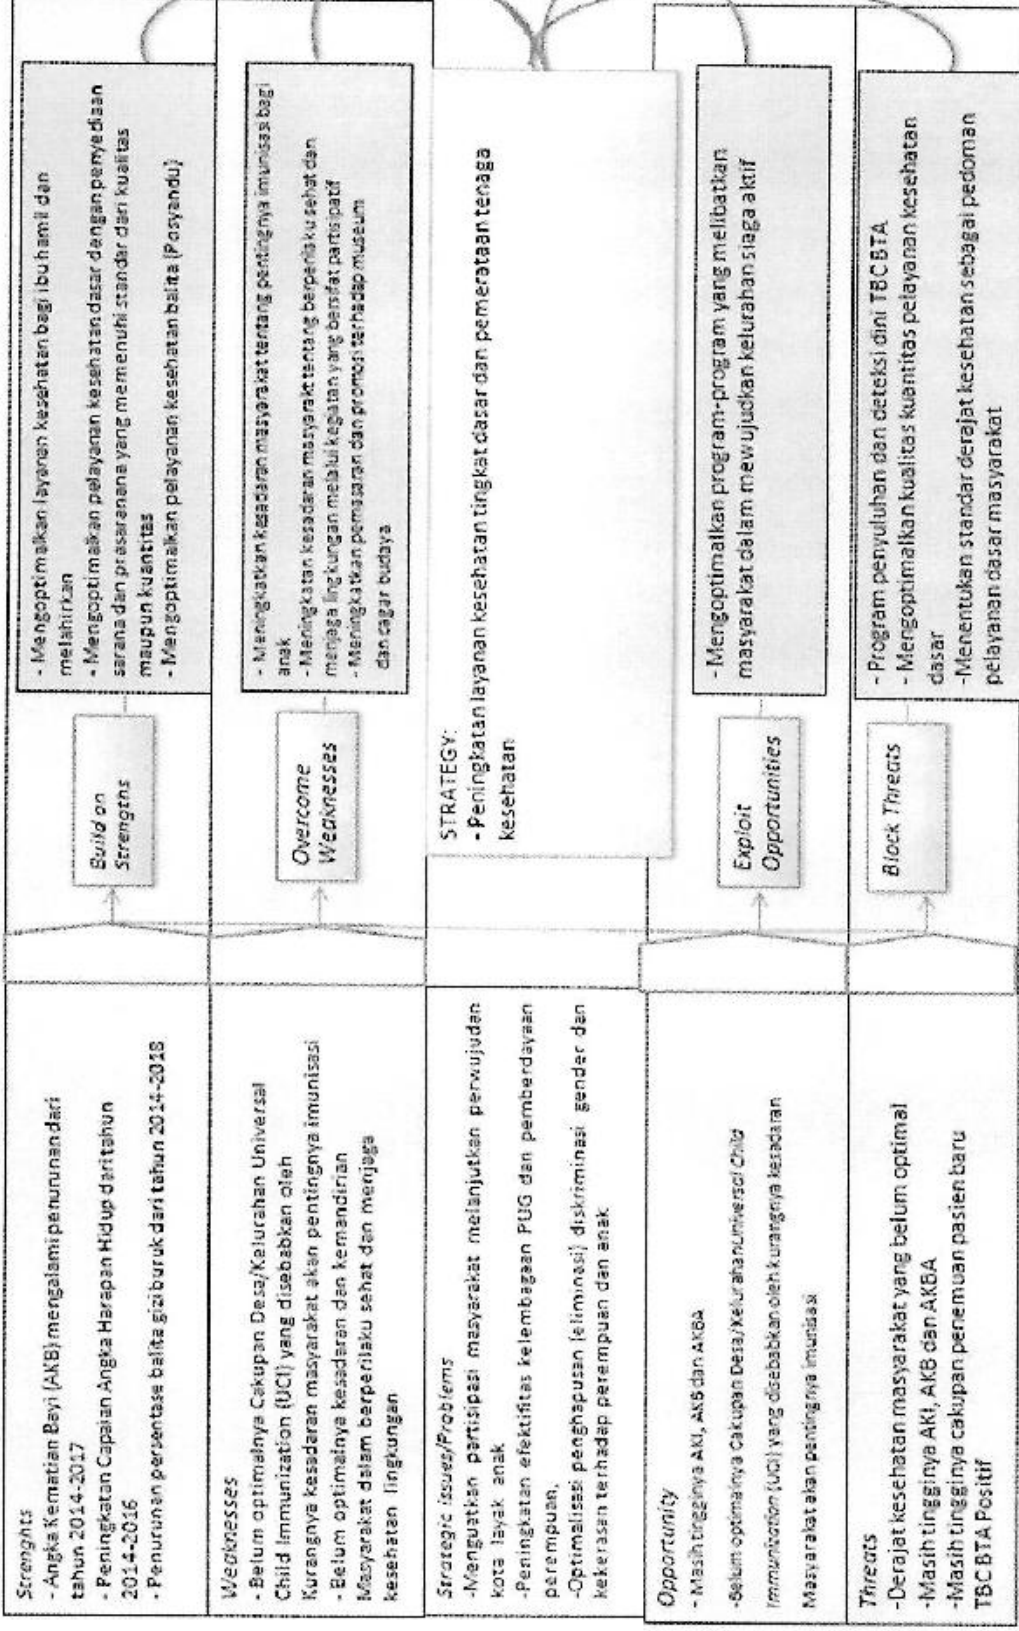 Strenghts
- Angka Kematian Bayi (AKB) mengalami penurunan dari
tahun 2014-2017
- Peningkatan Capaian Angka Harapan Hidup dari tahun
2014-2016
- Penurunan persentase balita gizi buruk dari tahun 2014-2018
Weaknesses
- Belum optimalnya Cakupan Desa/Kelurahan Universal
Child Immunization (UCI) yang disebabkan oleh
Kurangnya kesadaran masyarakat akan pentingnya imunisasi
- Belum optimalnya kesadaran dan kemandirian
Masyarakat dalam berperilaku sehat dan menjaga
kesehatan lingkungan
Strategic issues/Problems
-Menguatkan partisipasi masyarakat melanjutkan perwujudan
kota layak anak
-Peningkatan efektifitas kelembagaan PUG dan pemberdayaan
perempuan,
-Optimalisasi penghapusan (eliminasi) diskriminasi gender dan
kekerasan terhadap perempuan dan anak
Opportunity
- Masih tingginya AKI, AKB dan AKBA
-Belum optimalnya Cakupan Desa/Kelurahan Universal Child
Immunization (UCI) yang disebabkan oleh kurangnya kesadaran
Masyarakat akan pentingnya imunisasi
Threats
-Derajat ktesehatan masyarakat yang belum optimal
-Masih tingginya AKI, AKB dan AKBA
-Masih tingginya cakupan penemuan pasien baru
TBC BTA Positif
Build on
Strengths
Overcome
Weaknesses
Exploit
Opportunities
Block Threats
- Mengoptimalkan layanan kesehatan bagi ibu hamil dan
melahirkan
- Mengoptimalkan pelayanan kesehatan dasar dengan penyediaan
sarana dan prasaranana yang memenuhi standar dari kualitas
maupun kuantitas
- Mengoptimalkan pelayanan kesehatan balita (Posyandu)
- Meningkatkan kesadaran masyarakat tentang pentingnya imunisasi bagi
anak
- Meningkatan kesadaran masyarakt tentang berperilaku sehat dan
menjaga lingkungan melalui kegiatan yang bersifat partisipatif
- Meningkatkan pemasaran dan promosi terhadap museum
dan cagar budaya
STRATEGY:
- Peningkatan layanan kesehatan tingkat dasar dan pemerataan tenaga
kesehatan
- Mengoptimalkan program-program yang melibatkan
masyarakat dalam mewujudkan kelurahan siaga aktif
- Program penyuluhan dan deteksi dini TBC BTA
- Mengoptimalkan kualitas kuantitas pelayanan kesehatan
dasar
-Menentukan standar derajat kesehatan sebagai pedoman
pelayanan dasar masyarakat